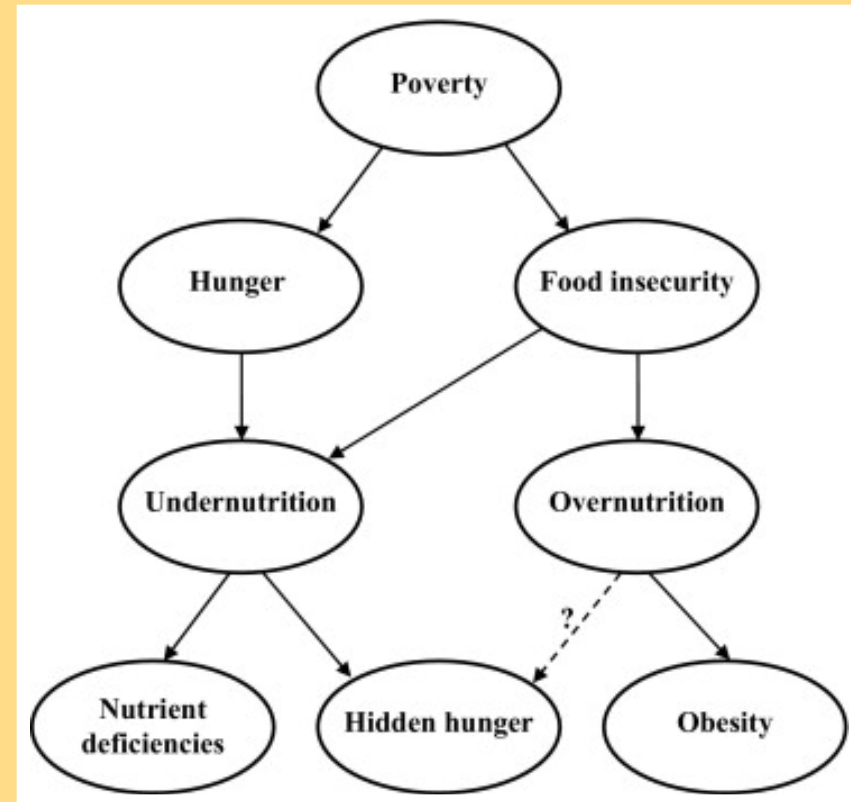 Poverty
Hunger
Food insecurity
Undernutrition
Overnutrition
?
Nutrient
deficiencies
Hidden hunger
Obesity